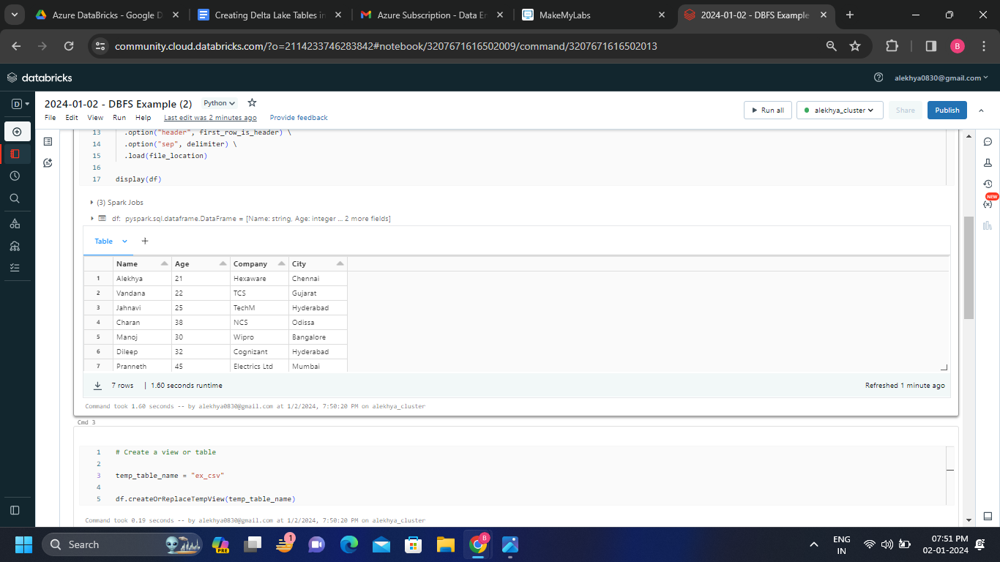 Azure DataBricks - Google D
Creating Delta Lake Tables in
Azure Subscription - Data En
MakeMyLabs
2024-01-02 - DBFS Example
community.cloud.databricks.com/?o=2114233746283842#notebook/3207671616502009/command/3207671616502013
B
databricks
alekhya0830@gmail.com
D
2024-01-02 - DBFS Example (2)
Python
File Edit View Run Help Last edit was 2 minutes ago Provide feedback
Run all
alekhya_cluster
Share
Publish
NEW
13 .option("header", first_row_is_header) \
14 .option("sep", delimiter) \
15 .load(file_location)
16
17 display(df)
(3) Spark Jobs
df: pyspark.sql.dataframe.DataFrame = [Name: string, Age: integer ... 2 more fields]
Table +
Name Age Company City
1 Alekhya 21 Hexaware Chennai
2 Vandana 22 TCS Gujarat
3 Jahnavi 25 TechM Hyderabad
4 Charan 38 NCS Odissa
5 Manoj 30 Wipro Bangalore
6 Dileep 32 Cognizant Hyderabad
7 Pranneth 45 Electrics Ltd Mumbai
7 rows | 1.60 seconds runtime
Refreshed 1 minute ago
Command took 1.60 seconds -- by alekhya0830@gmail.com at 1/2/2024, 7:50:20 PM on alekhya_cluster
Cmd 3
1 # Create a view or table
2
3 temp_table_name = "ex_csv"
4
5 df.createOrReplaceTempView(temp_table_name)
Command took 0.19 seconds -- by alekhya0830@gmail.com at 1/2/2024, 7:50:20 PM on alekhya_cluster
Search
PRE
1
B
ENG
IN
07:51 PM
02-01-2024